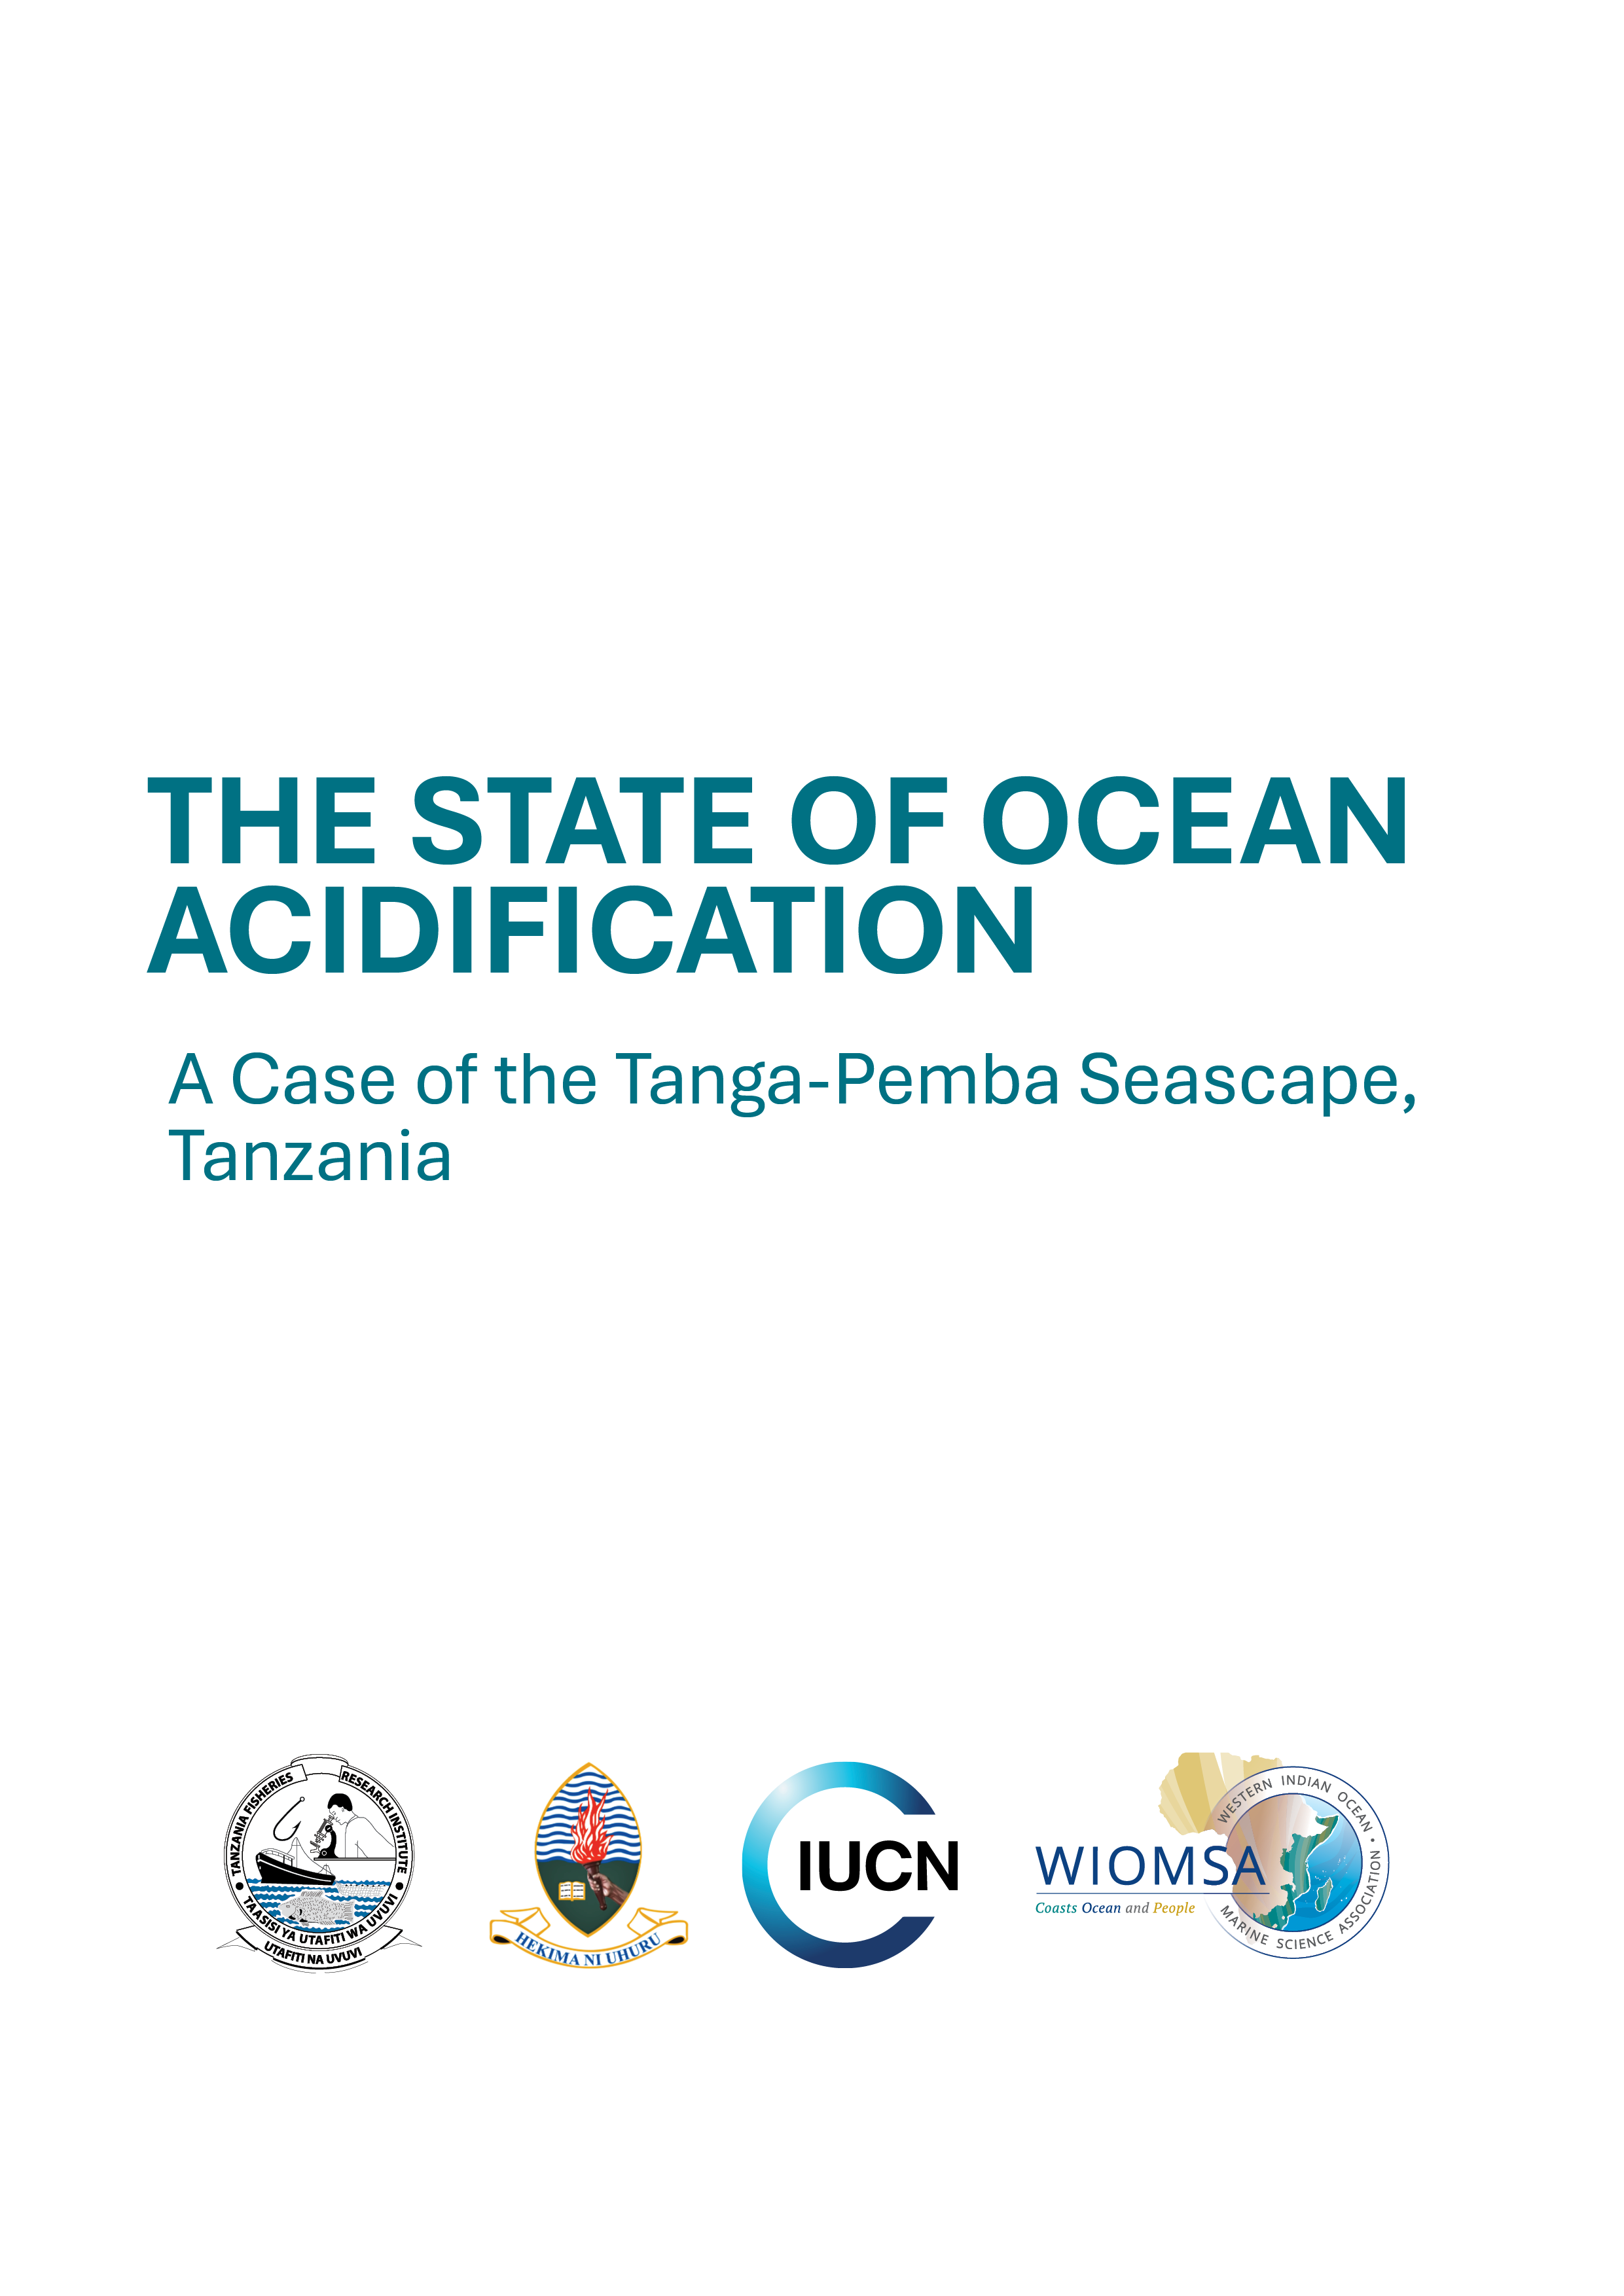 THE STATE OF OCEAN
ACIDIFICATION
A Case of the Tanga-Pemba Seascape,
Tanzania
TANZANIA FISHERIES RESEARCH INSTITUTE
TAASISI YA UTAFITI WA UVUVI
UTAFITI NA UVUVI
HEKIMA NI UHURU
IUCN
WIOMSA
Coasts Ocean and People
WESTERN INDIAN OCEAN •
MARINE SCIENCE ASSOCIATION